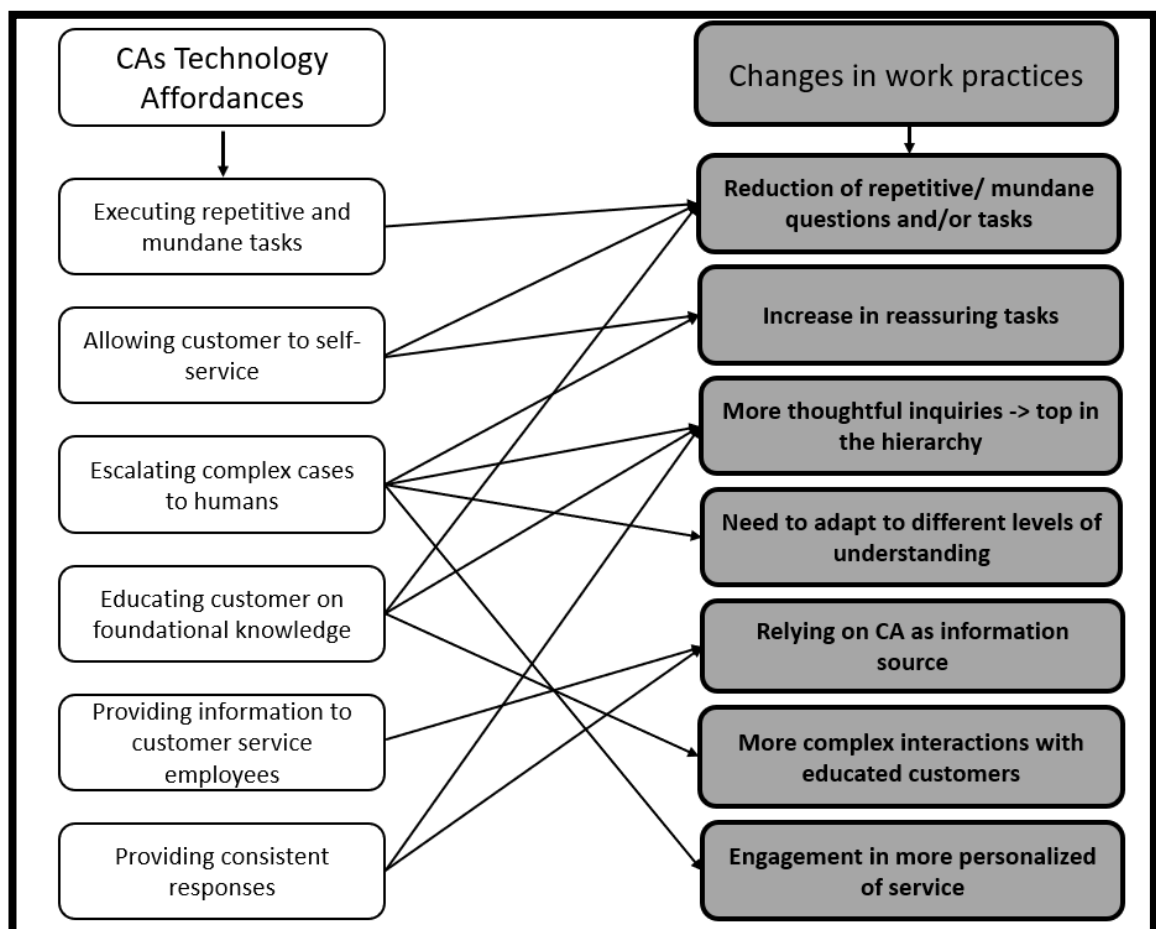 CAs Technology
Affordances
Executing repetitive and
mundane tasks
Allowing customer to self-
service
Escalating complex cases
to humans
Educating customer on
foundational knowledge
Providing information to
customer service
employees
Providing consistent
responses
Changes in work practices
Reduction of repetitive/ mundane
questions and/or tasks
Increase in reassuring tasks
More thoughtful inquiries -> top in
the hierarchy
Need to adapt to different levels of
understanding
Relying on CA as information
source
More complex interactions with
educated customers
Engagement in more personalized
of service